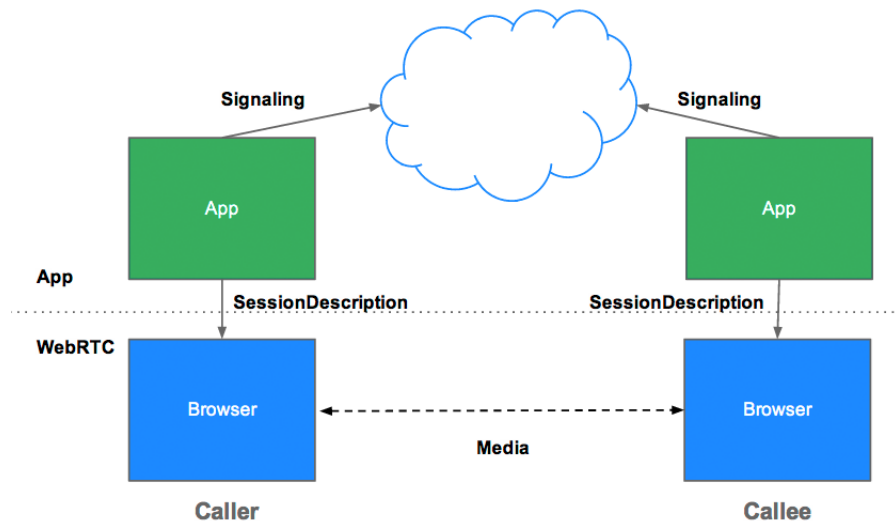 Signaling
Signaling
App
App
App
SessionDescription
SessionDescription
WebRTC
Browser
Browser
Media
Caller
Callee